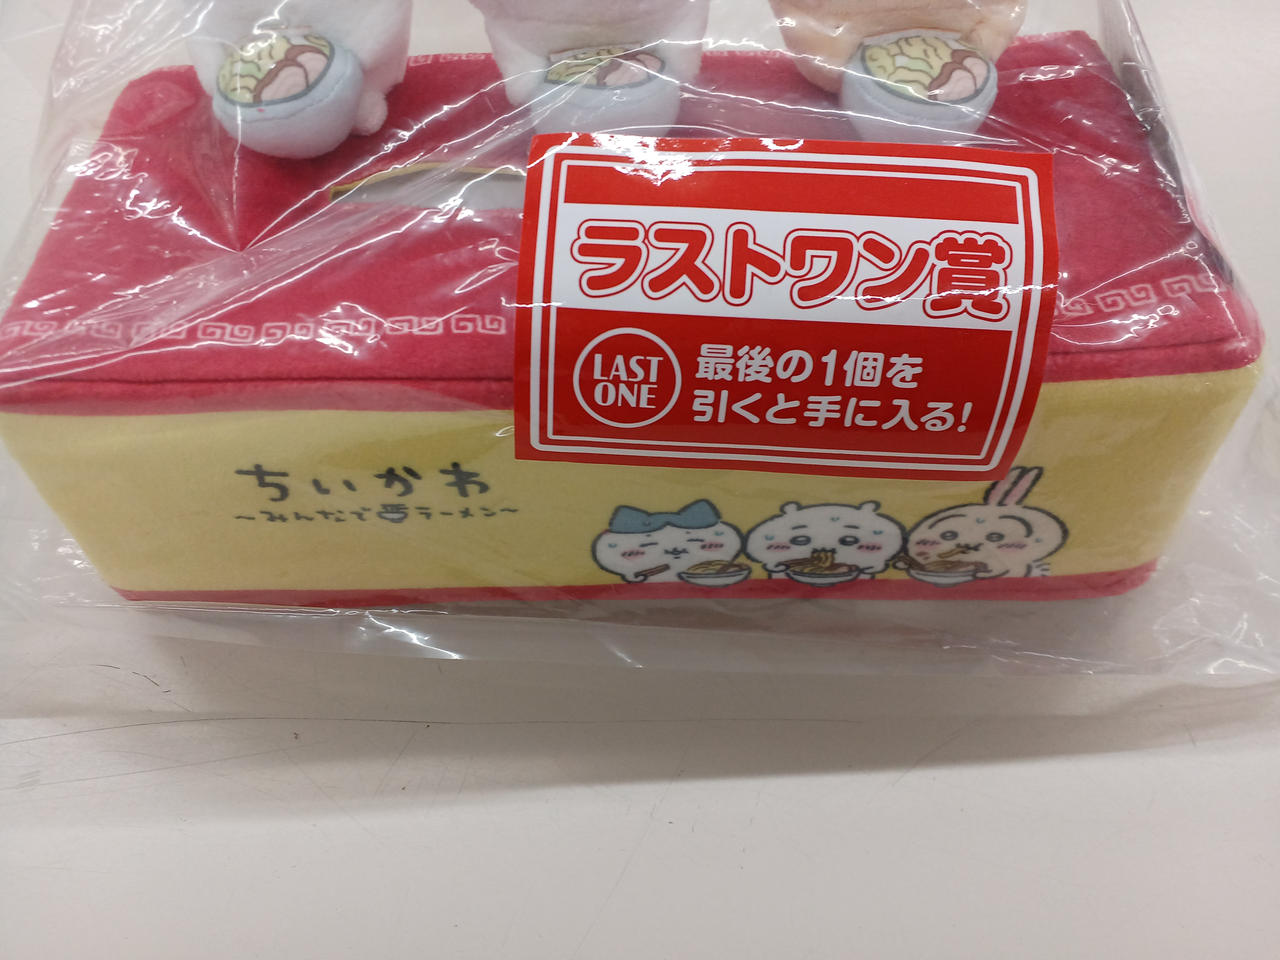 ラストワン賞
LAST
ONE
最後の1個を
引くと手に入る!
ちいかわ
~みんなでラーメン~